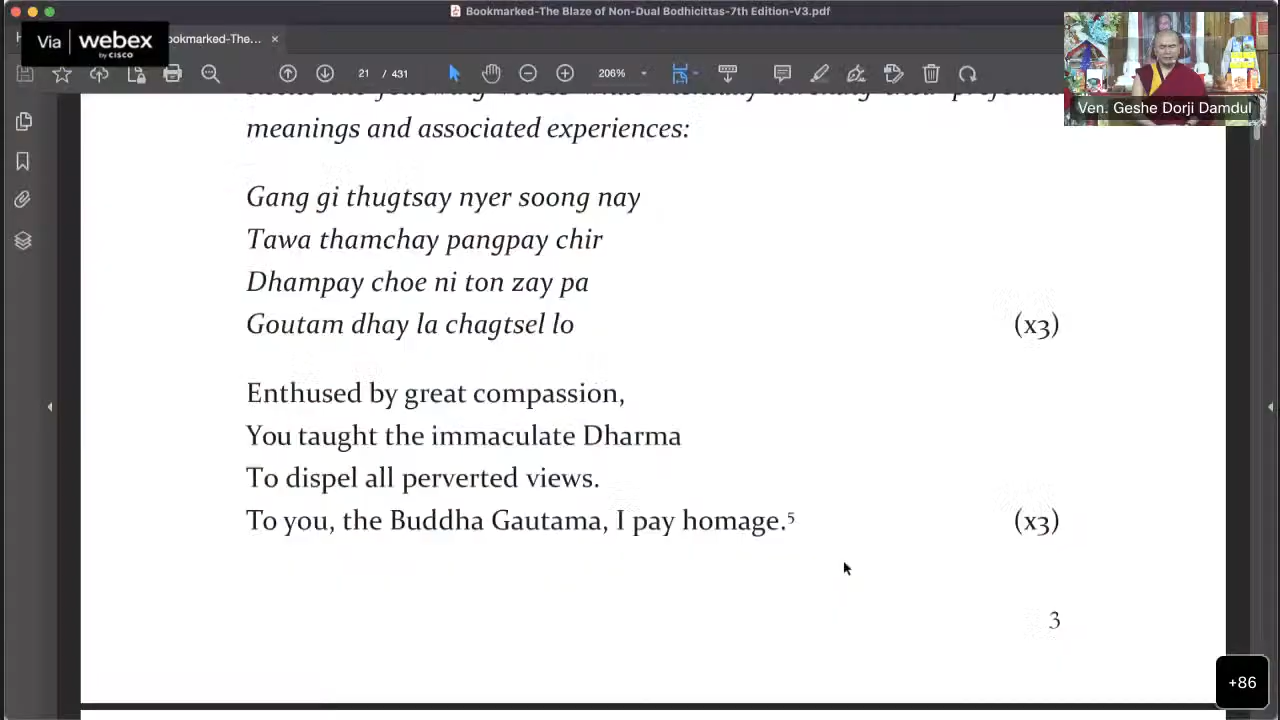 Bookmarked-The Blaze of Non-Dual Bodhicittas-7th Edition-V3.pdf
Via webex
by CISCO
ookmarked-The...
21 / 431
206%
Ven. Geshe Dorji Damdul
meanings and associated experiences:
Gang gi thugtsay nyer soong nay
Tawa thamchay pangpay chir
Dhampay choe ni ton zay pa
Goutam dhay la chagtsel lo (x3)
Enthused by great compassion,
You taught the immaculate Dharma
To dispel all perverted views.
To you, the Buddha Gautama, I pay homage.⁵ (x3)
3
+86